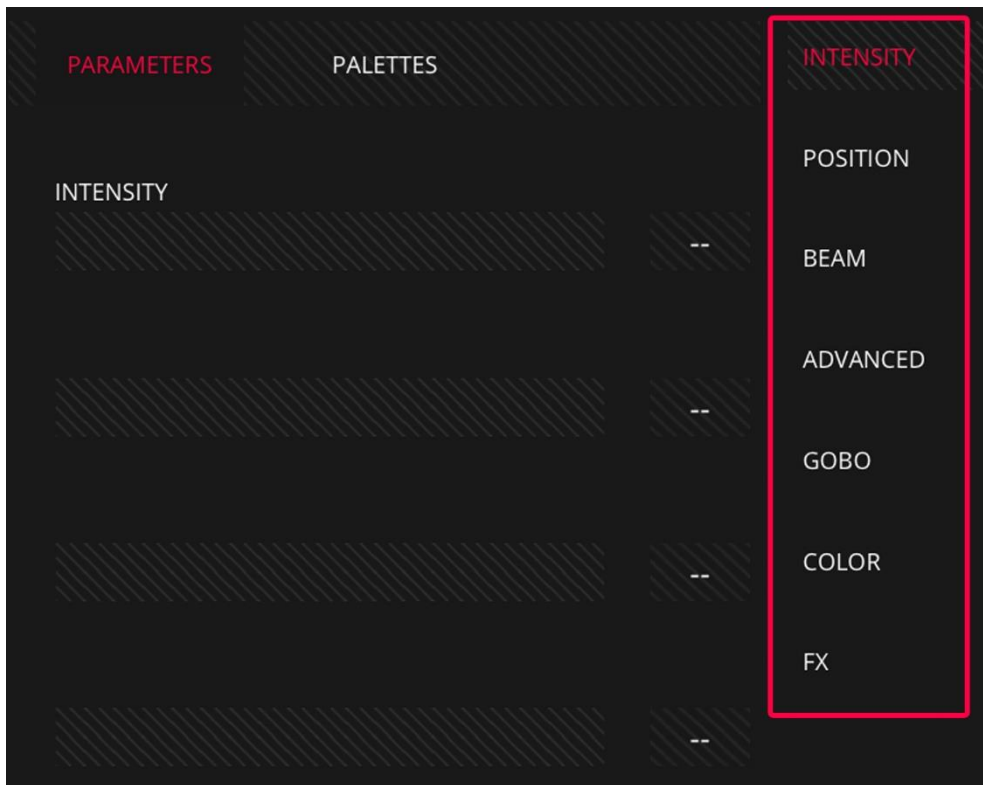 PARAMETERS
PALETTES
INTENSITY
--
--
--
--
INTENSITY
POSITION
BEAM
ADVANCED
GOBO
COLOR
FX